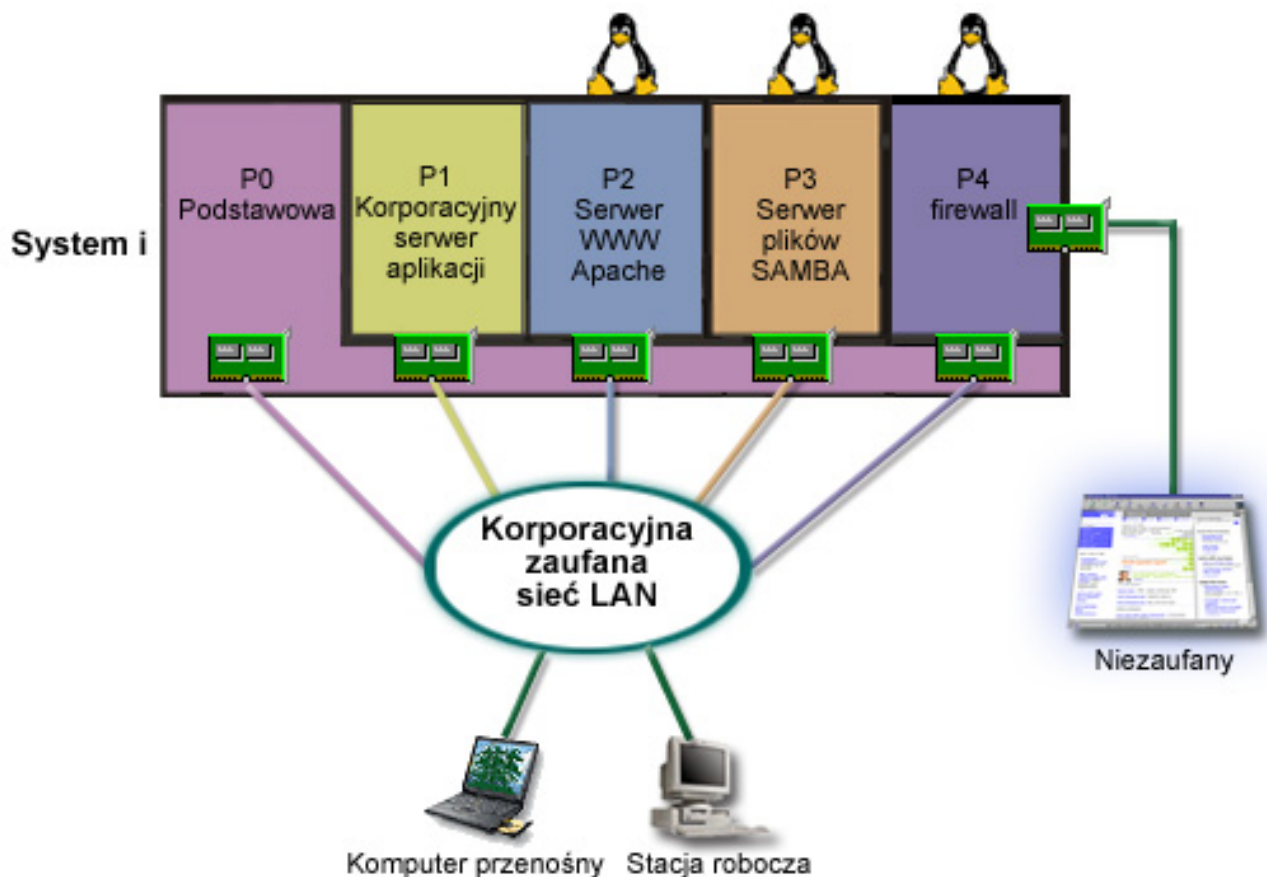 System i
P0
Podstawowa
P1
Korporacyjny
serwer
aplikacji
P2
Serwer
WWW
Apache
P3
Serwer
plików
SAMBA
P4
firewall
Korporacyjna
zaufana
sieć LAN
Niezaufany
Komputer przenośny
Stacja robocza